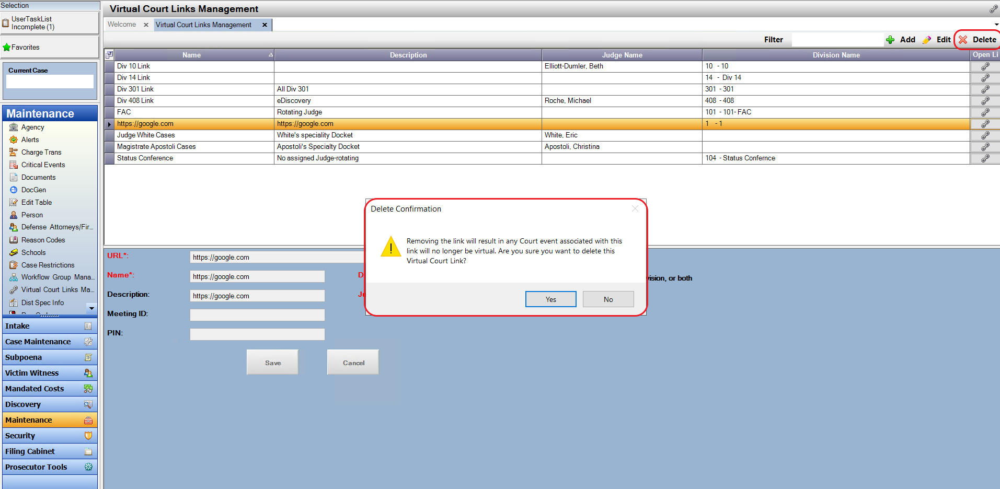 Selection
UserTaskList
Incomplete (1)
Favorites
Current Case
Maintenance
Agency
Alerts
Charge Trans
Critical Events
Documents
DocGen
Edit Table
Person
Defense Attorneys/Fir...
Reason Codes
Schools
Case Restrictions
Workflow Group Mana...
Virtual Court Links Ma...
Dist Spec Info
Intake
Case Maintenance
Subpoena
Victim Witness
Mandated Costs
Discovery
Maintenance
Security
Filing Cabinet
Prosecutor Tools
Virtual Court Links Management
Welcome x Virtual Court Links Management x
Filter Add Edit Delete
Name Description Judge Name Division Name Open Li
Div 10 Link Elliott-Dumler, Beth 10 - 10
Div 14 Link 14 - Div 14
Div 301 Link All Div 301 301 - 301
Div 408 Link eDiscovery Roche, Michael 408 - 408
FAC Rotating Judge 101 - 101- FAC
https://google.com https://google.com 1 - 1
Judge White Cases White's speciality Docket White, Eric
Magistrate Apostoli Cases Apostoli's Specialty Docket Apostoli, Christina
Status Conference No assigned Judge-rotating 104 - Status Confernce
Delete Confirmation
Removing the link will result in any Court event associated with this
link will no longer be virtual. Are you sure you want to delete this
Virtual Court Link?
Yes No
URL*: https://google.com
Name*: https://google.com D vision, or both
Description: https://google.com Ju
Meeting ID:
PIN:
Save Cancel